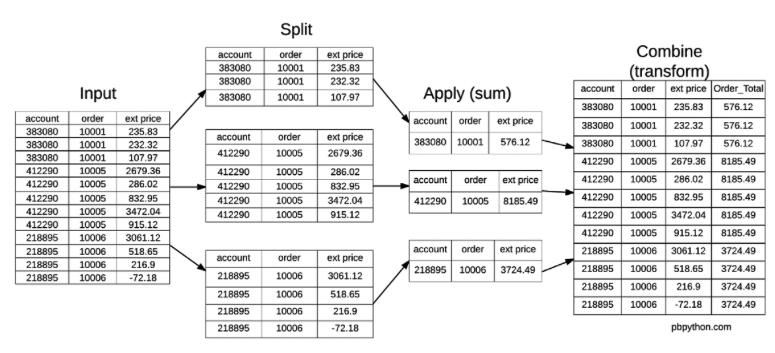 Input
account order ext price
383080 10001 235.83
383080 10001 232.32
383080 10001 107.97
412290 10005 2679.36
412290 10005 286.02
412290 10005 832.95
412290 10005 3472.04
412290 10005 915.12
218895 10006 3061.12
218895 10006 518.65
218895 10006 216.9
218895 10006 -72.18
Split
account order ext price
383080 10001 235.83
383080 10001 232.32
383080 10001 107.97
account order ext price
412290 10005 2679.36
412290 10005 286.02
412290 10005 832.95
412290 10005 3472.04
412290 10005 915.12
account order ext price
218895 10006 3061.12
218895 10006 518.65
218895 10006 216.9
218895 10006 -72.18
Apply (sum)
account order ext price
383080 10001 576.12
account order ext price
412290 10005 8185.49
account order ext price
218895 10006 3724.49
Combine
(transform)
account order ext price Order_Total
383080 10001 235.83 576.12
383080 10001 232.32 576.12
383080 10001 107.97 576.12
412290 10005 2679.36 8185.49
412290 10005 286.02 8185.49
412290 10005 832.95 8185.49
412290 10005 3472.04 8185.49
412290 10005 915.12 8185.49
218895 10006 3061.12 3724.49
218895 10006 518.65 3724.49
218895 10006 216.9 3724.49
218895 10006 -72.18 3724.49
pbpython.com